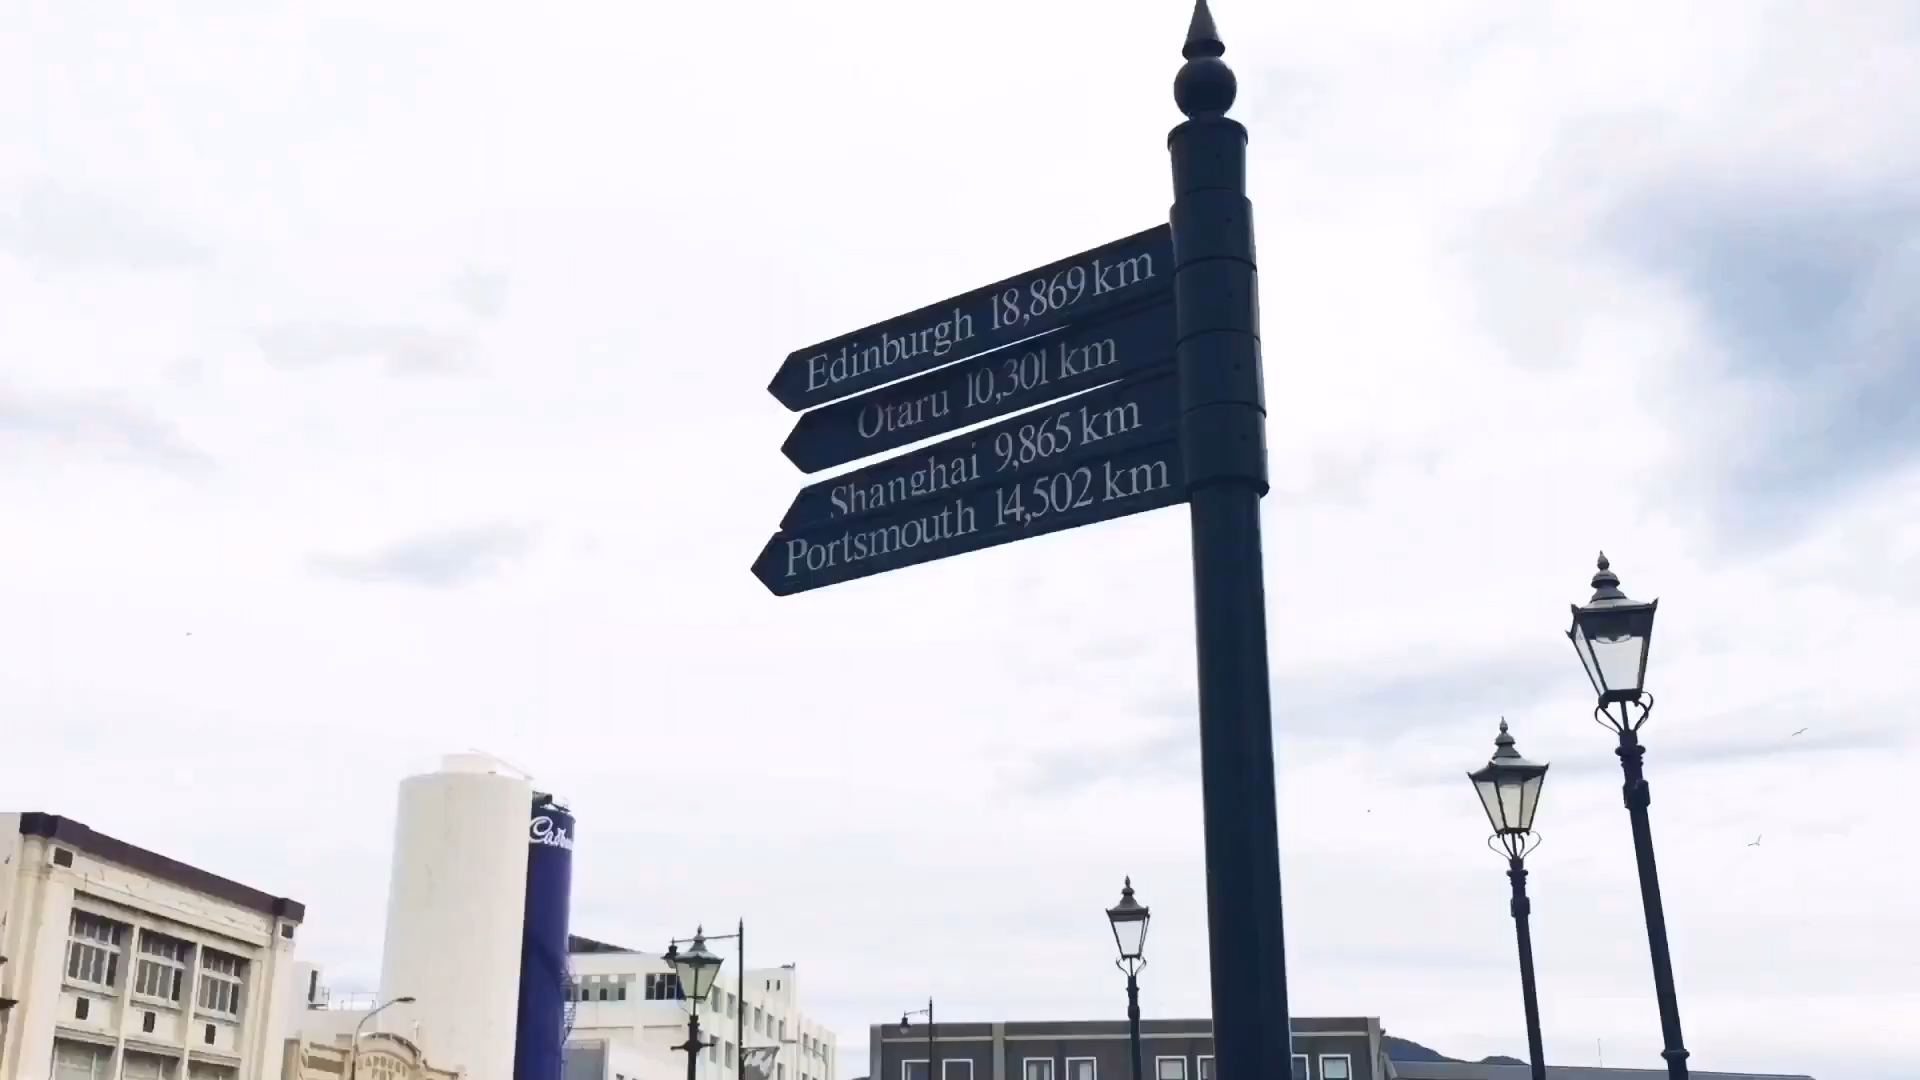 Edinburgh 18,869 km
Otaru 10,301 km
Shanghai 9,865 km
Portsmouth 14,502 km